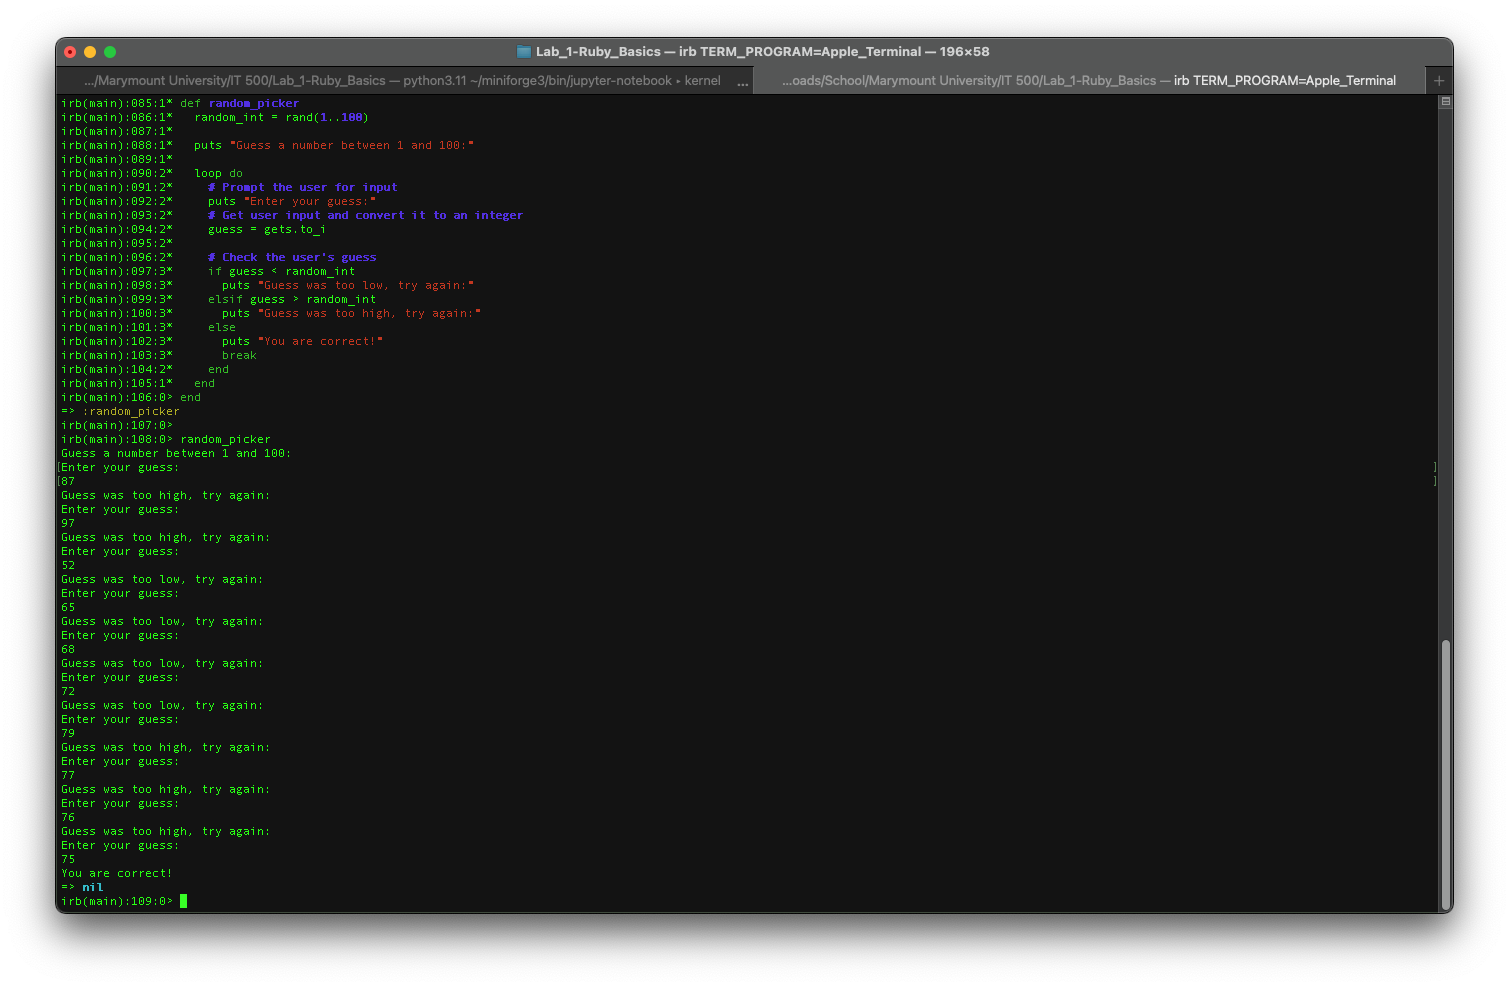 Lab_1-Ruby_Basics — irb TERM_PROGRAM=Apple_Terminal — 196×58
.../Marymount University/IT 500/Lab_1-Ruby_Basics — python3.11 ~/miniforge3/bin/jupyter-notebook ‣ kernel ... ...oads/School/Marymount University/IT 500/Lab_1-Ruby_Basics — irb TERM_PROGRAM=Apple_Terminal +
irb(main):085:1* def random_picker
irb(main):086:1*   random_int = rand(1..100)
irb(main):087:1*
irb(main):088:1*   puts "Guess a number between 1 and 100:"
irb(main):089:1*
irb(main):090:2*   loop do
irb(main):091:2*     # Prompt the user for input
irb(main):092:2*     puts "Enter your guess:"
irb(main):093:2*     # Get user input and convert it to an integer
irb(main):094:2*     guess = gets.to_i
irb(main):095:2*
irb(main):096:2*     # Check the user's guess
irb(main):097:3*     if guess < random_int
irb(main):098:3*       puts "Guess was too low, try again:"
irb(main):099:3*     elsif guess > random_int
irb(main):100:3*       puts "Guess was too high, try again:"
irb(main):101:3*     else
irb(main):102:3*       puts "You are correct!"
irb(main):103:3*       break
irb(main):104:2*     end
irb(main):105:1*   end
irb(main):106:0> end
=> :random_picker
irb(main):107:0>
irb(main):108:0> random_picker
Guess a number between 1 and 100:
[Enter your guess: ]
[87 ]
Guess was too high, try again:
Enter your guess:
97
Guess was too high, try again:
Enter your guess:
52
Guess was too low, try again:
Enter your guess:
65
Guess was too low, try again:
Enter your guess:
68
Guess was too low, try again:
Enter your guess:
72
Guess was too low, try again:
Enter your guess:
79
Guess was too high, try again:
Enter your guess:
77
Guess was too high, try again:
Enter your guess:
76
Guess was too high, try again:
Enter your guess:
75
You are correct!
=> nil
irb(main):109:0>